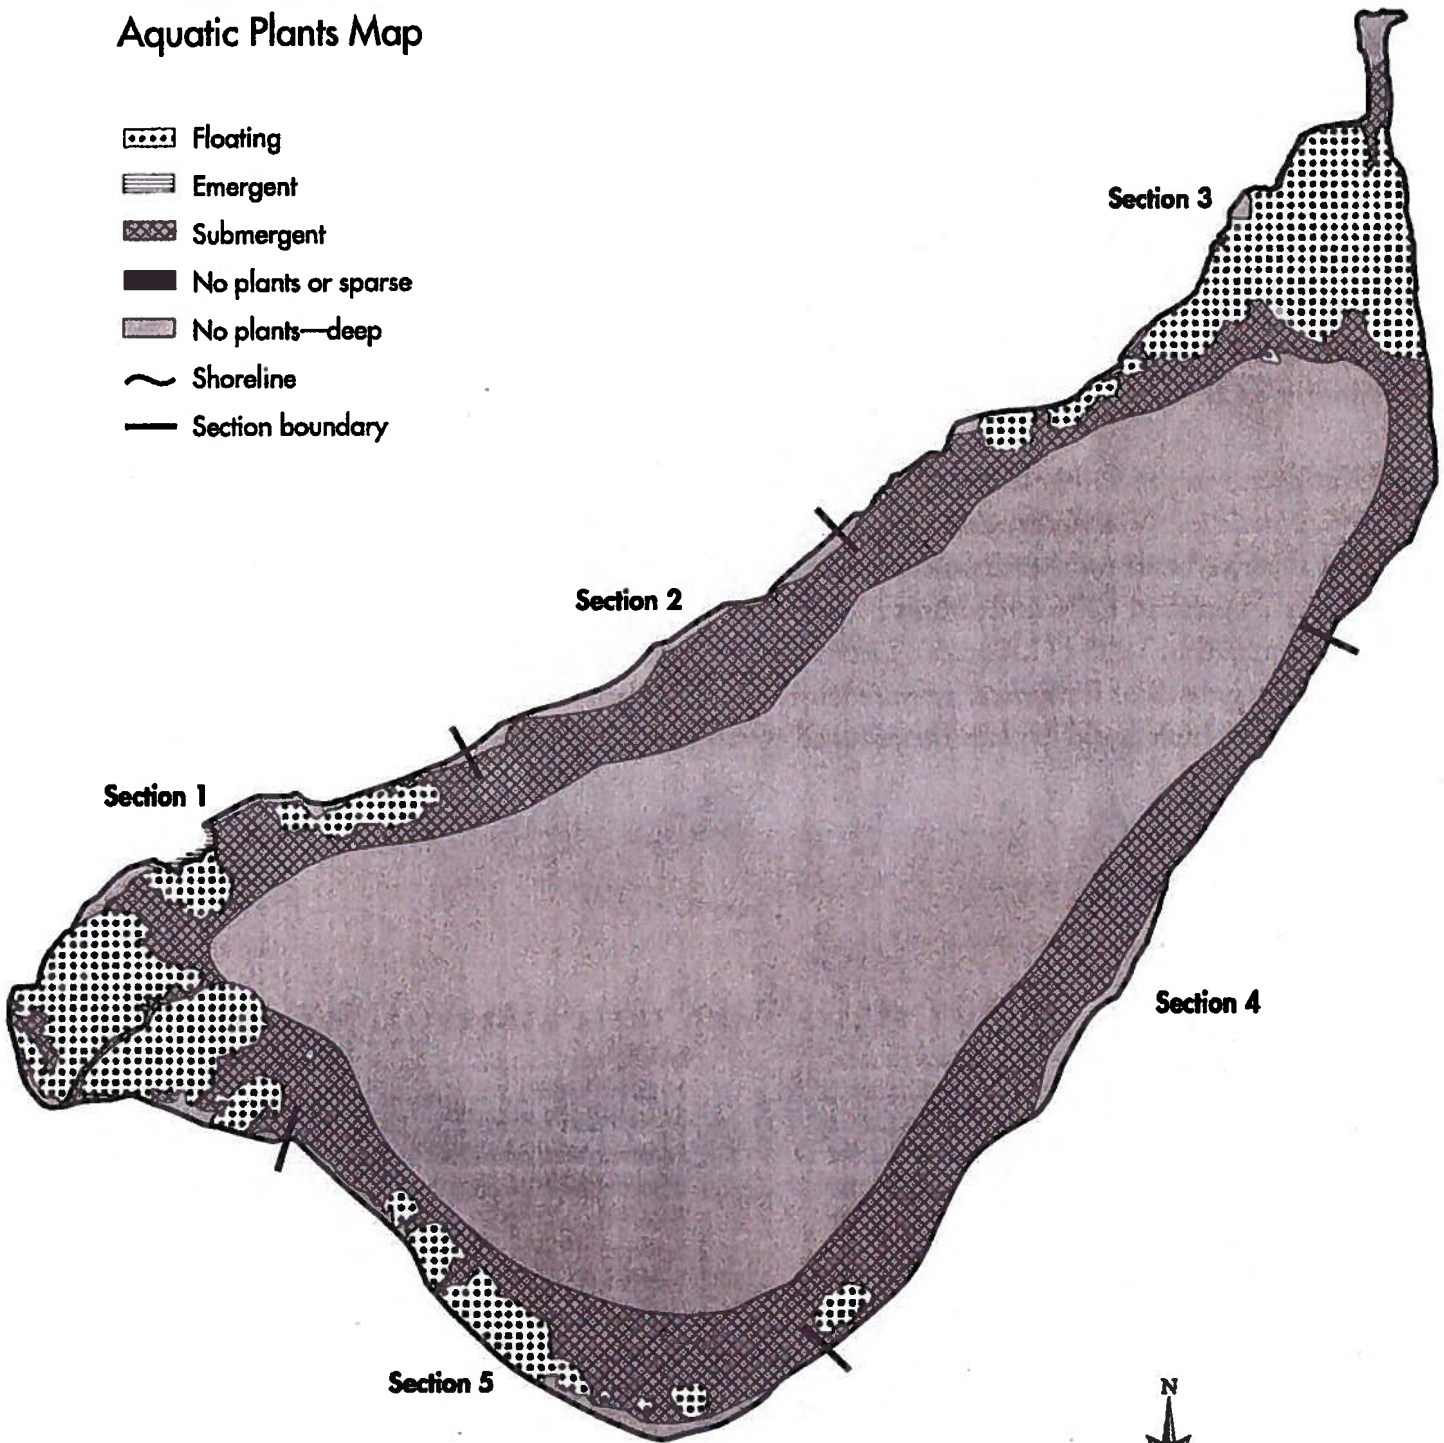 Aquatic Plants Map
Floating
Emergent
Submergent
No plants or sparse
No plants—deep
Shoreline
Section boundary
Section 3
Section 2
Section 1
Section 4
Section 5
N